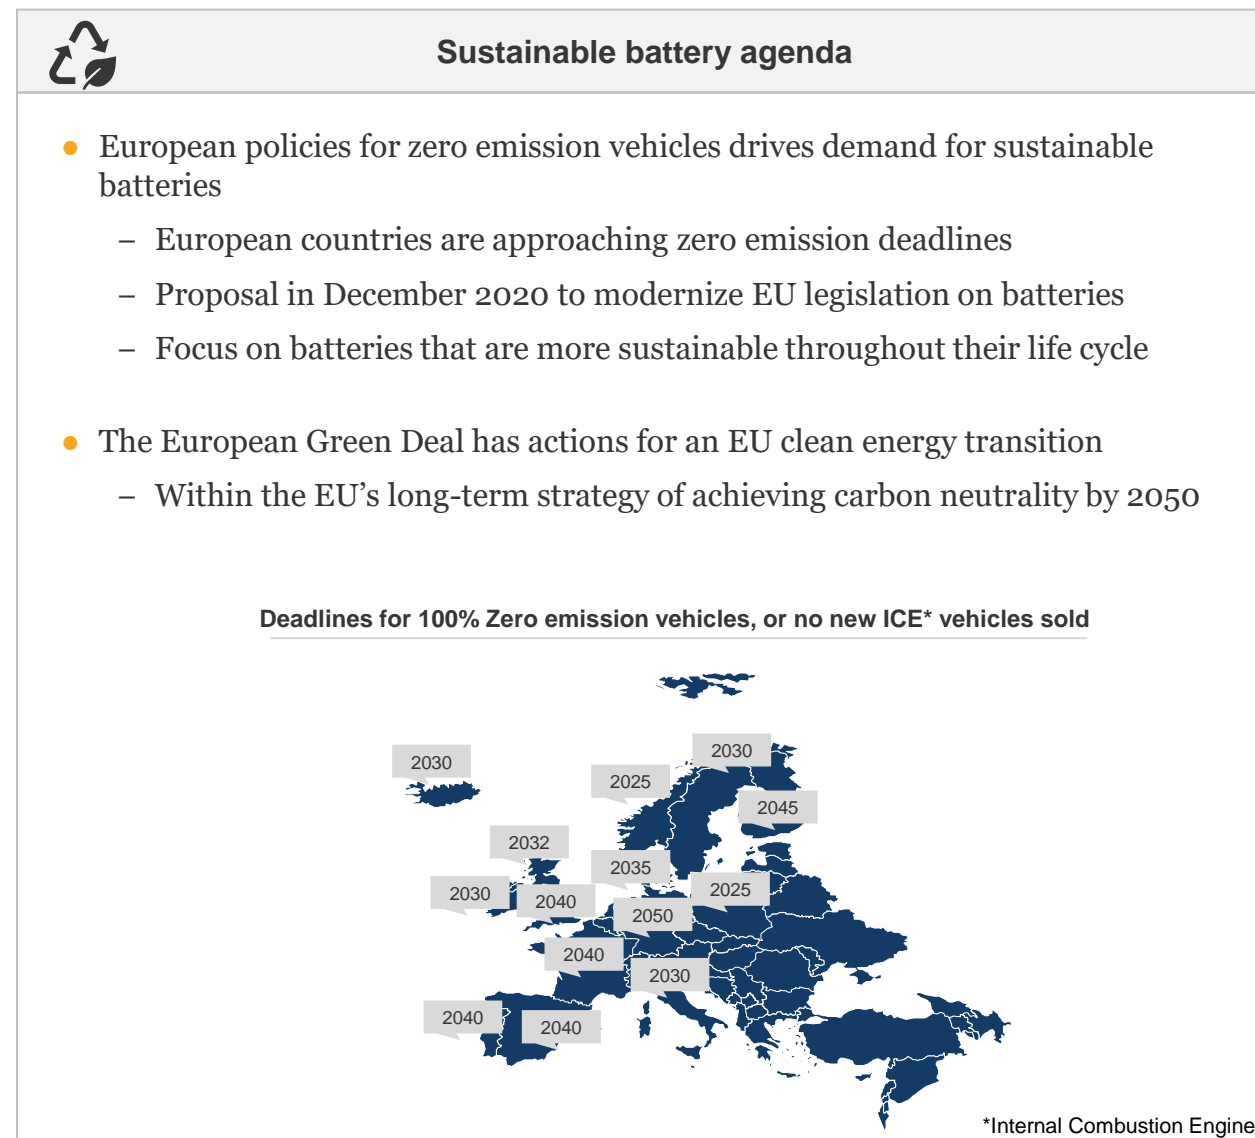 Sustainable battery agenda
● European policies for zero emission vehicles drives demand for sustainable
batteries
– European countries are approaching zero emission deadlines
– Proposal in December 2020 to modernize EU legislation on batteries
– Focus on batteries that are more sustainable throughout their life cycle
● The European Green Deal has actions for an EU clean energy transition
– Within the EU's long-term strategy of achieving carbon neutrality by 2050
Deadlines for 100% Zero emission vehicles, or no new ICE* vehicles sold
2030
2030
2025
2045
2032
2035
2030
2025
2040
2050
2040
2030
2040
2040
*Internal Combustion Engine